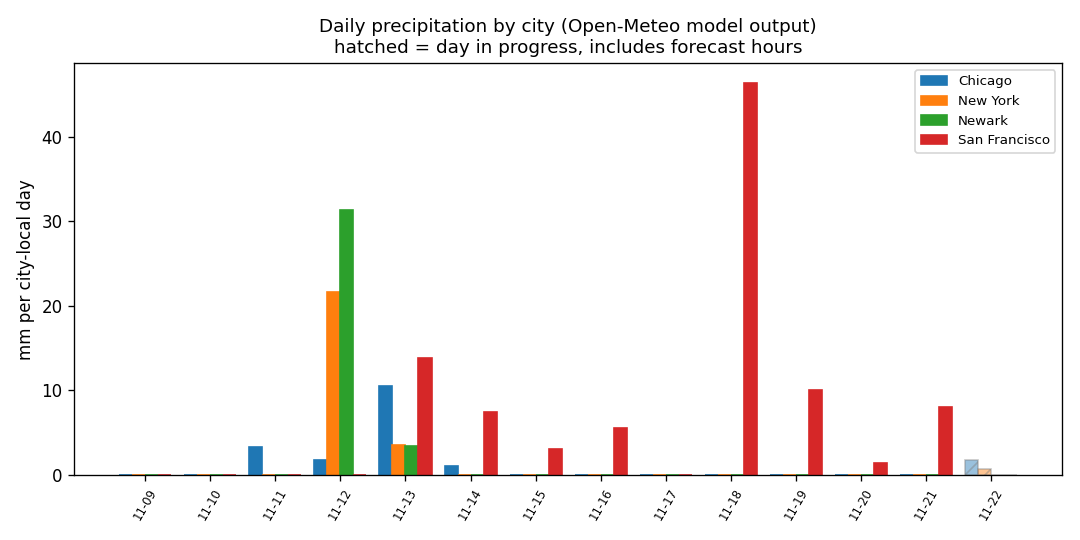 Daily precipitation by city (Open-Meteo model output)
hatched = day in progress, includes forecast hours
mm per city-local day
40
30
20
10
0
Chicago
New York
Newark
San Francisco
11-09
11-10
11-11
11-12
11-13
11-14
11-15
11-16
11-17
11-18
11-19
11-20
11-21
11-22